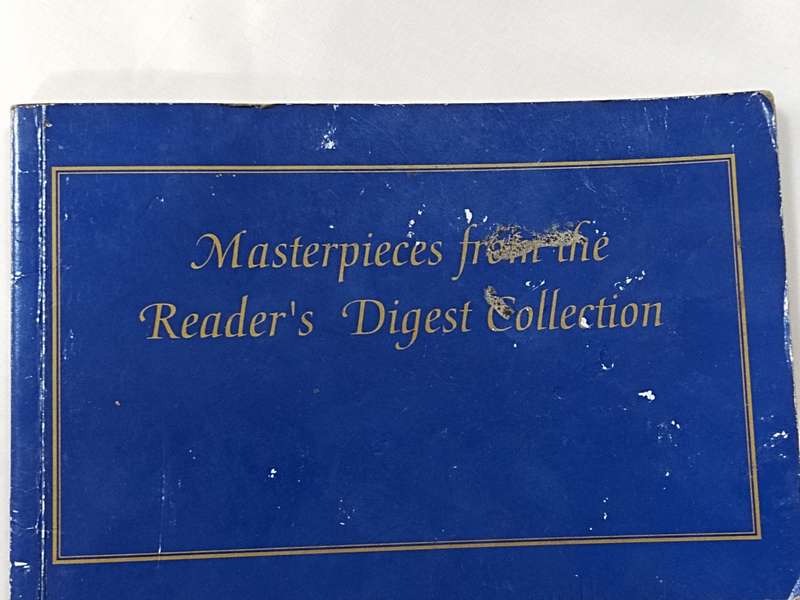 Masterpieces from the
Reader's Digest Collection